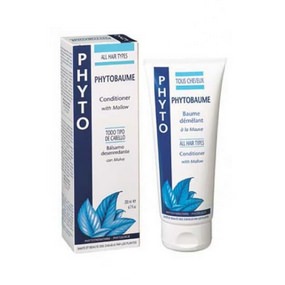 PHYTO
ALL HAIR TYPES
PHYTOBAUME
Conditioner
with Mallow
TODO TIPO
DE CABELLO
Bálsamo
desenredante
con Malva
PHYTO
TOUS CHEVEUX
PHYTOBAUME
Baume
démêlant
à la Mauve
ALL HAIR TYPES
Conditioner
with Mallow